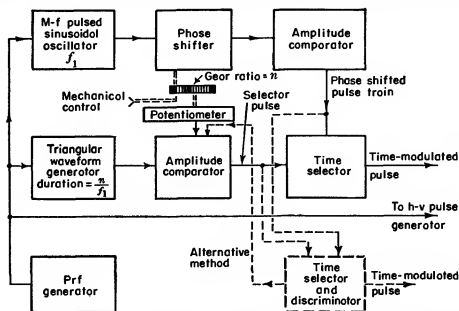 M-f pulsed
sinusoidal
oscillator
f₁
Phase
shifter
Amplitude
comparator
Gear ratio = n
Mechanical
control
Potentiometer
Selector
pulse
Phase shifted
pulse train
Triangular
waveform
generator
duration = n/f₁
Amplitude
comparator
Time
selector
Time-modulated
pulse
To h-v pulse
generator
Alternative
method
Prf
generator
Time
selector
and
discriminator
Time-modulated
pulse